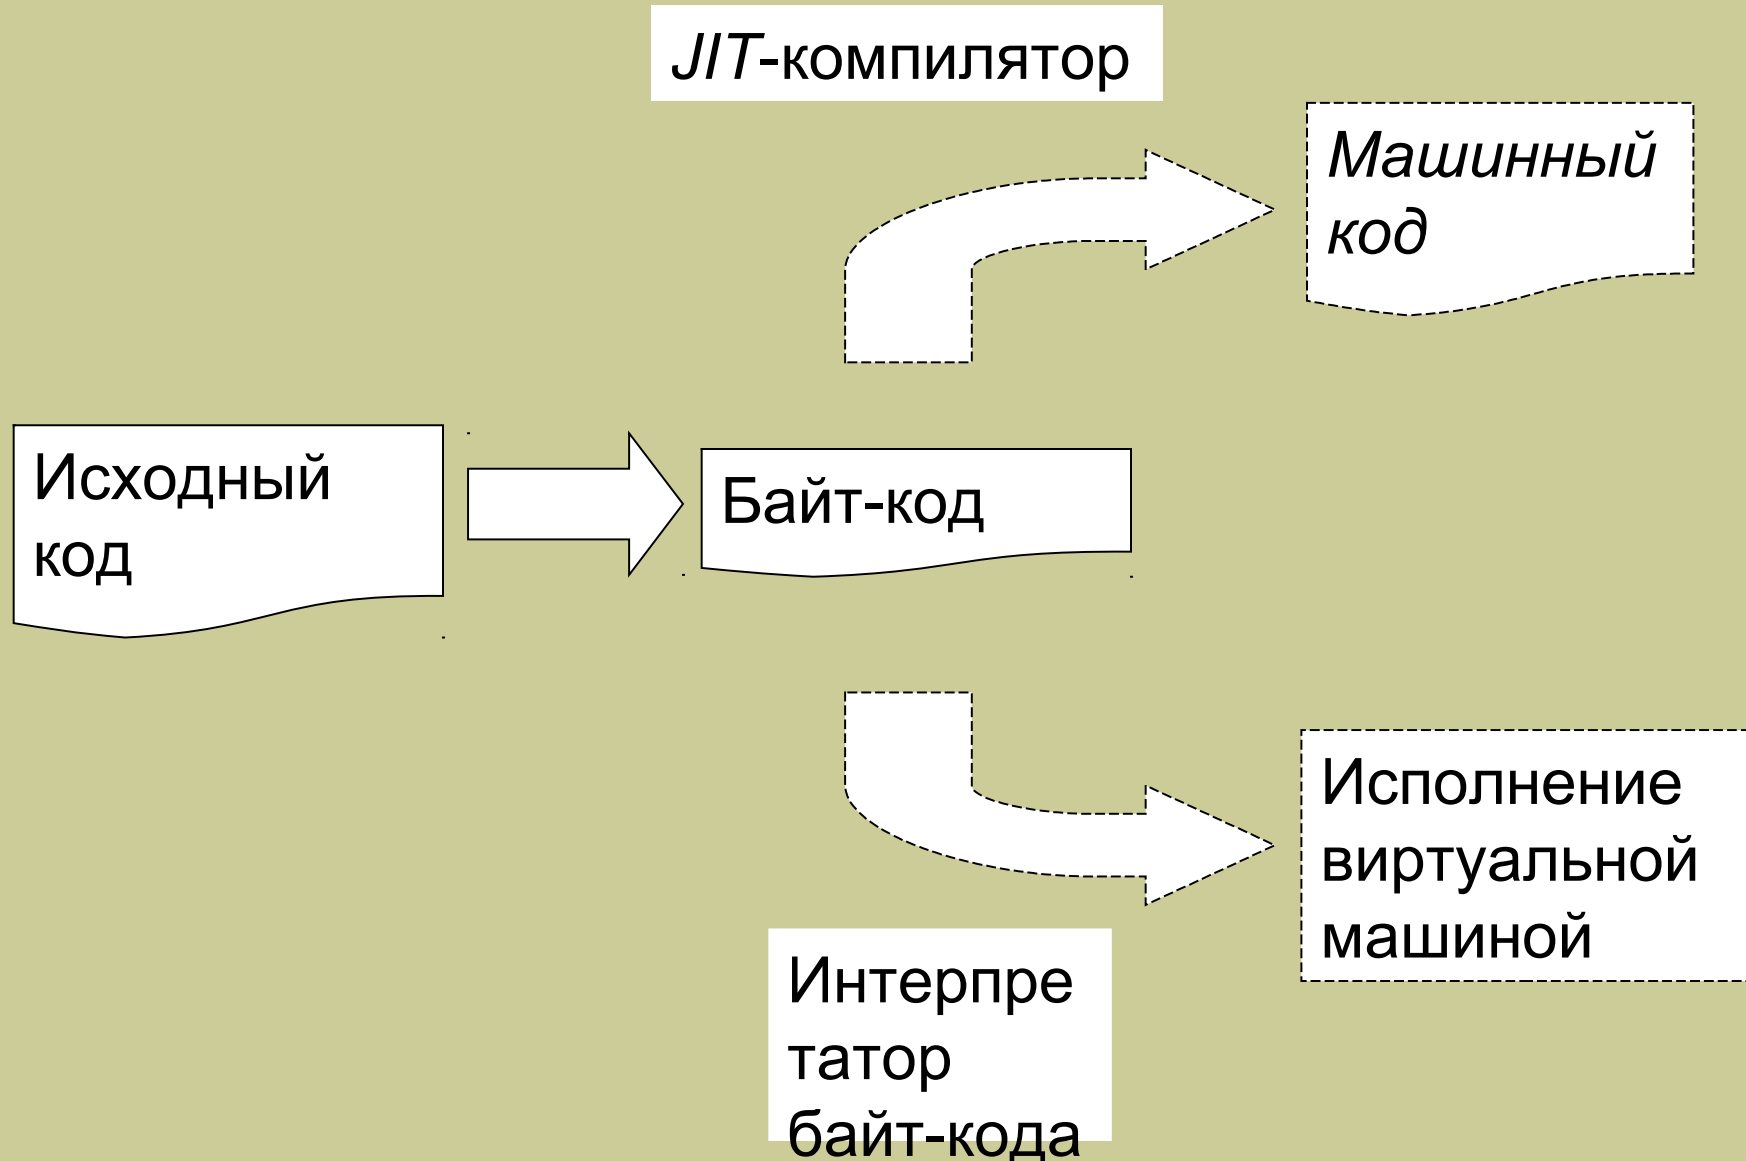 JIT-компилятор
Машинный
код
Исходный
код
Байт-код
Исполнение
виртуальной
машиной
Интерпре
татор
байт-кода